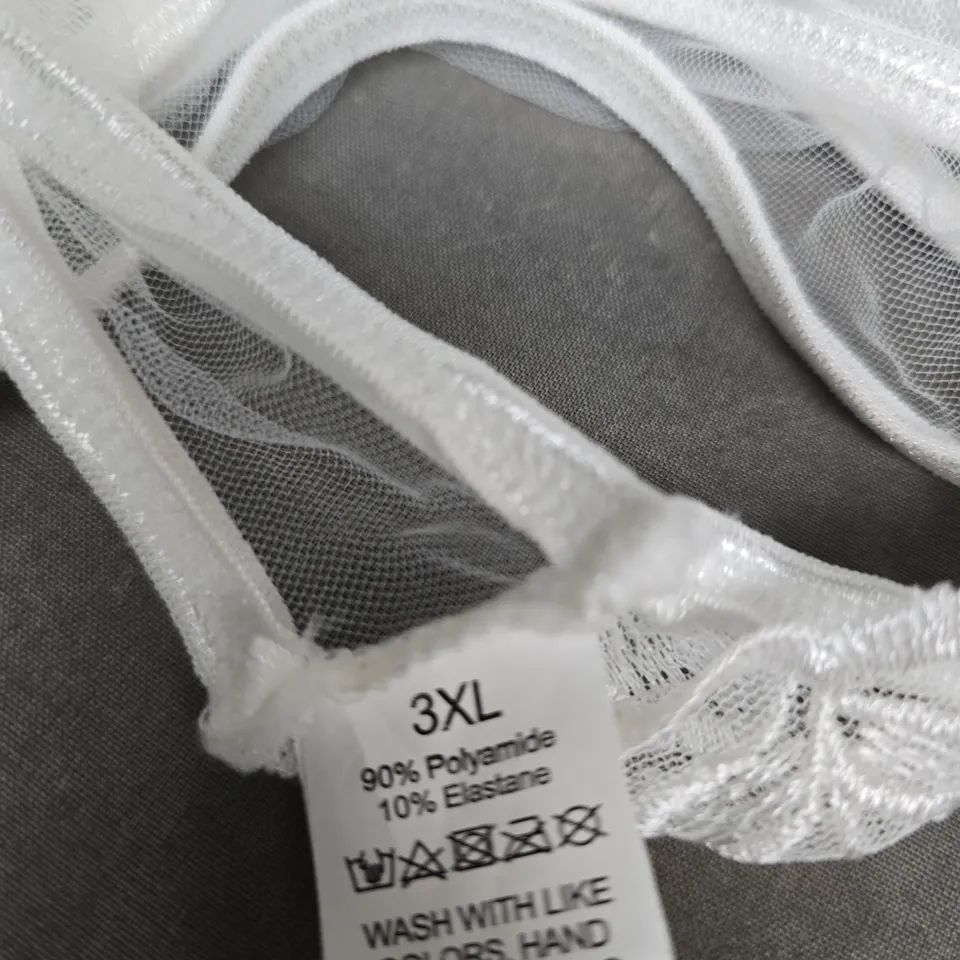 3XL
90% Polyamide
10% Elastane
WASH WITH LIKE
COLORS, HAND